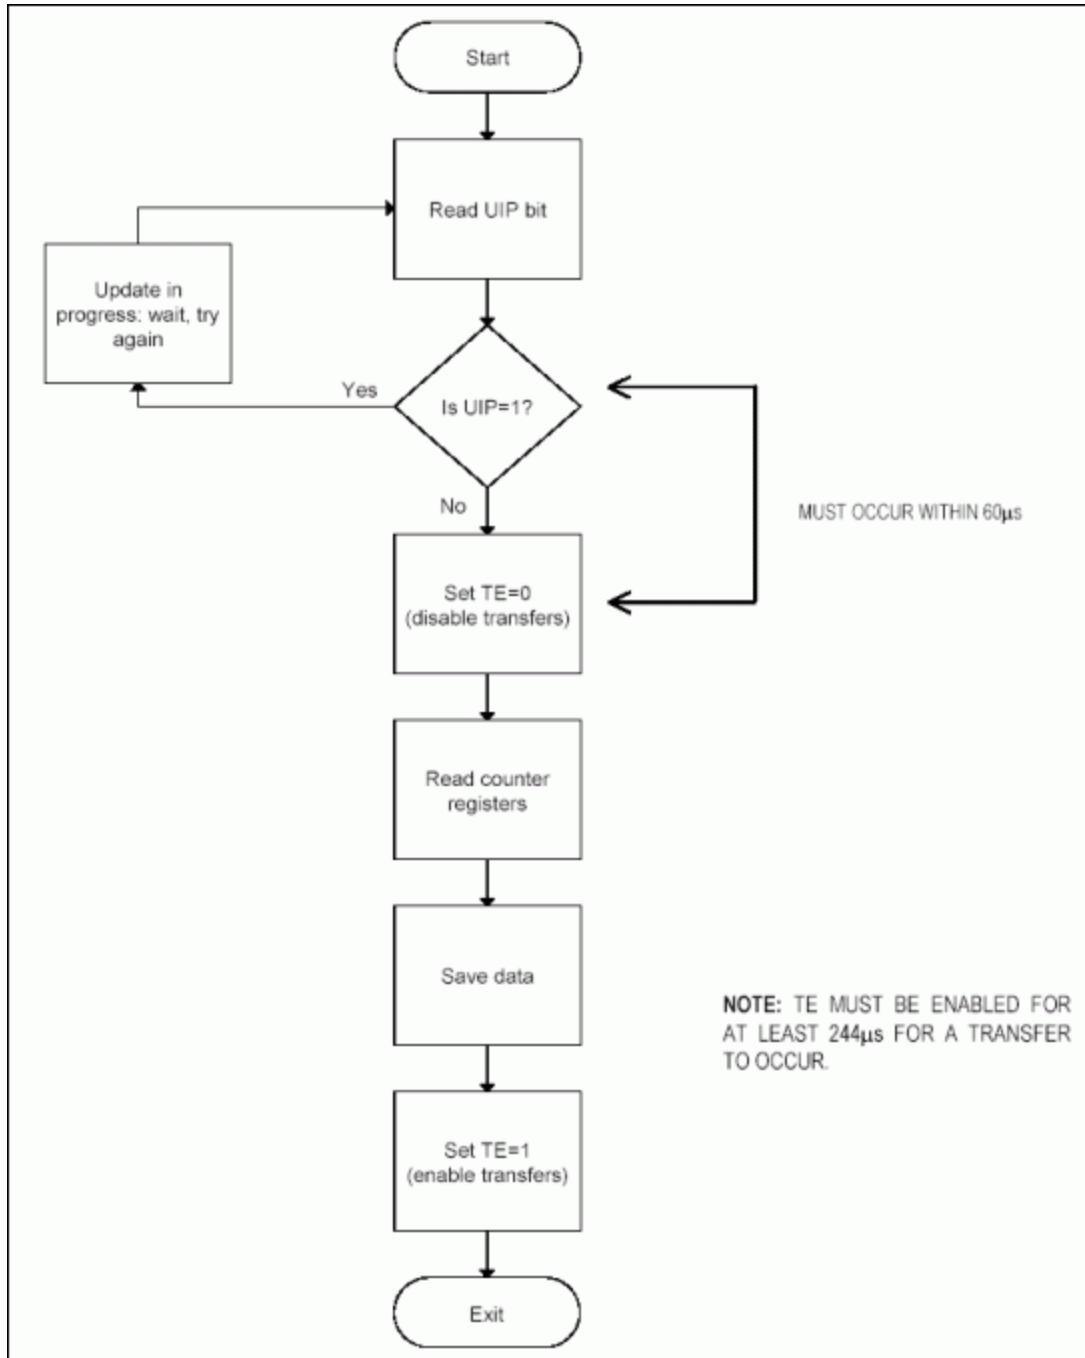 Start
Read UIP bit
Update in
progress: wait, try
again
Yes
Is UIP=1?
No
MUST OCCUR WITHIN 60μs
Set TE=0
(disable transfers)
Read counter
registers
Save data
NOTE: TE MUST BE ENABLED FOR
AT LEAST 244μs FOR A TRANSFER
TO OCCUR.
Set TE=1
(enable transfers)
Exit